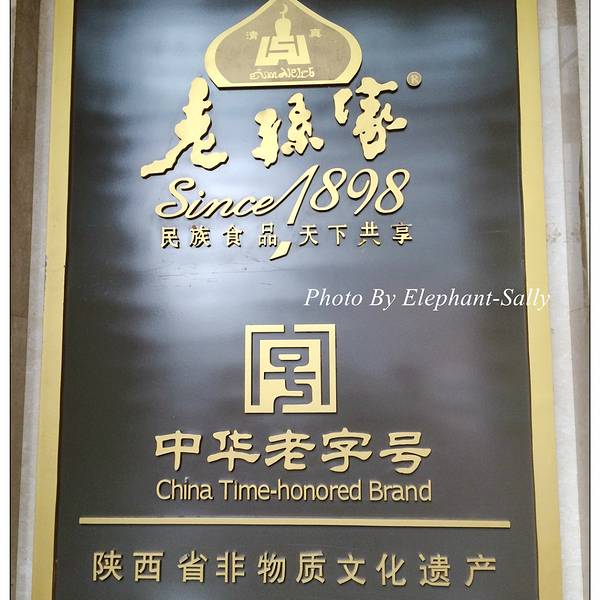 清 真
老孫家®
Since 1898
民族食品 天下共享
Photo By Elephant-Sally
中华老字号
China Time-honored Brand
陕西省非物质文化遗产